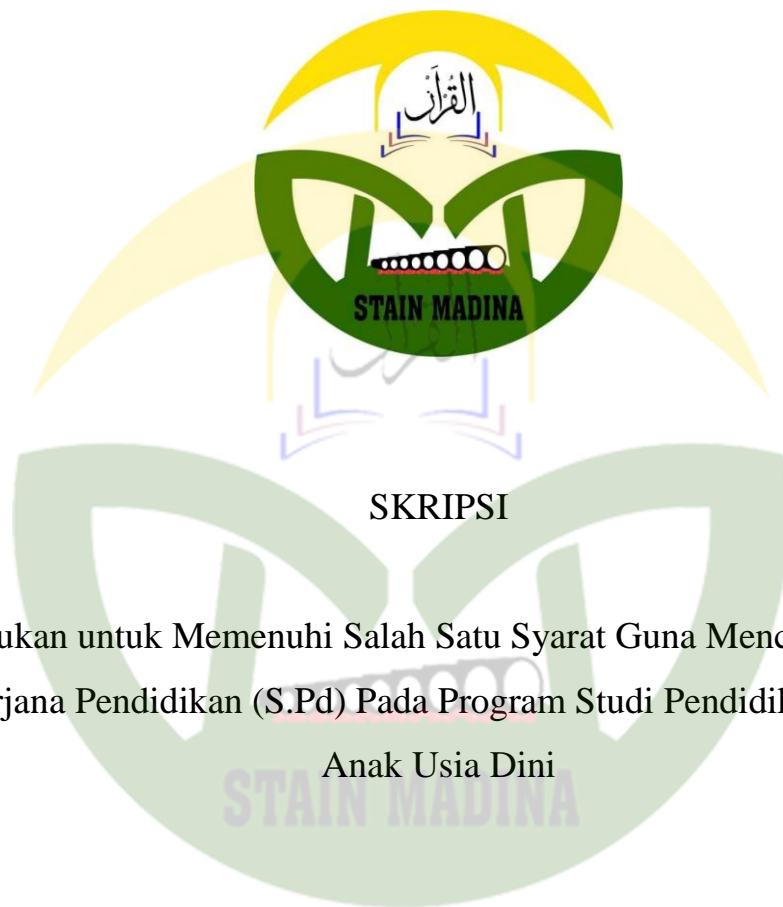 القرآن
STAIN MADINA
SKRIPSI
ukan untuk Memenuhi Salah Satu Syarat Guna Menc
rjana Pendidikan (S.Pd) Pada Program Studi Pendidik
Anak Usia Dini
STAIN MADINA